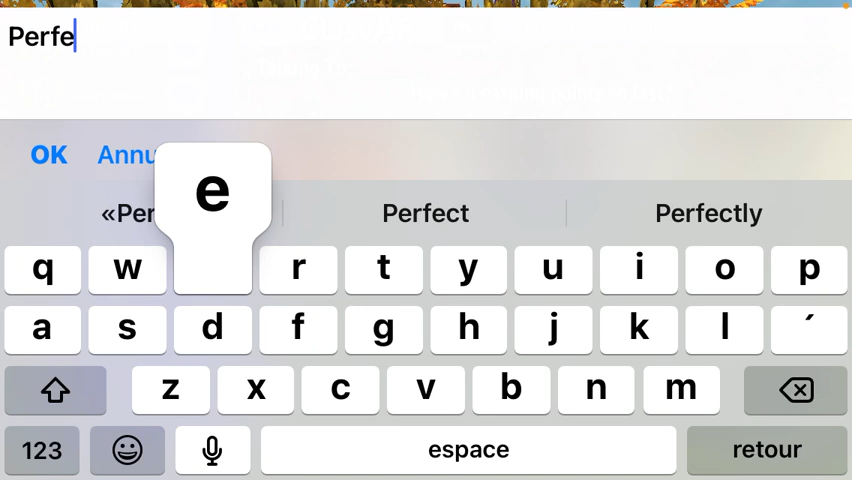 Perfe
OK Annu
e
«Per Perfect Perfectly
q w r t y u i o p
a s d f g h j k l ´
z x c v b n m
123 espace retour